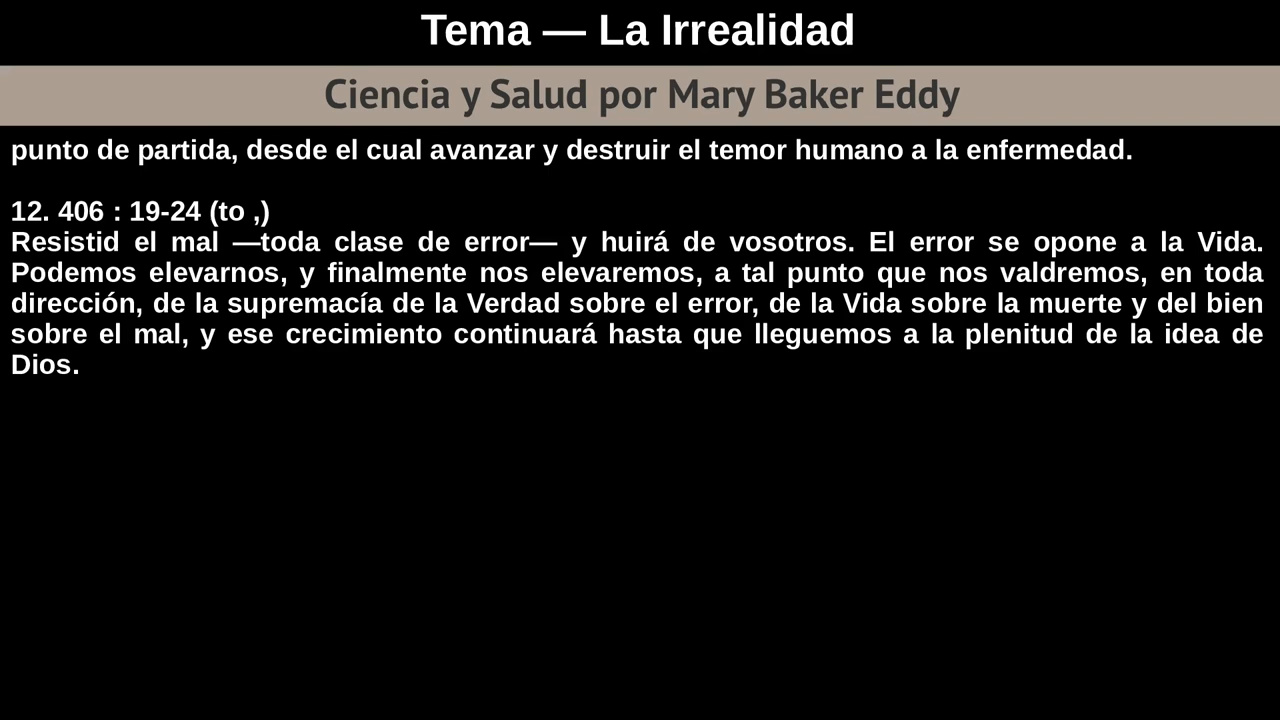 Tema — La Irrealidad
Ciencia y Salud por Mary Baker Eddy
punto de partida, desde el cual avanzar y destruir el temor humano a la enfermedad.
12. 406 : 19-24 (to ,)
Resistid el mal —toda clase de error— y huirá de vosotros. El error se opone a la Vida.
Podemos elevarnos, y finalmente nos elevaremos, a tal punto que nos valdremos, en toda
dirección, de la supremacía de la Verdad sobre el error, de la Vida sobre la muerte y del bien
sobre el mal, y ese crecimiento continuará hasta que lleguemos a la plenitud de la idea de
Dios.